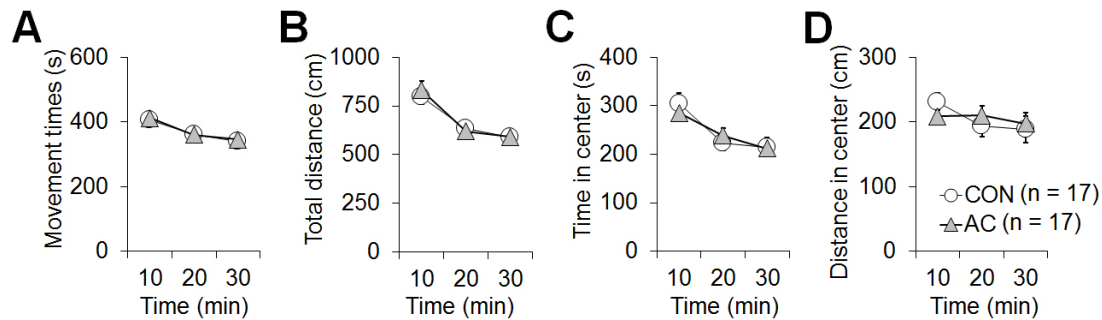 A
Movement times (s)
600
400
200
0
10 20 30
Time (min)
B
Total distance (cm)
1000
750
500
250
0
10 20 30
Time (min)
C
Time in center (s)
400
300
200
100
0
10 20 30
Time (min)
D
Distance in center (cm)
300
200
100
0
10 20 30
Time (min)
CON (n = 17)
AC (n = 17)